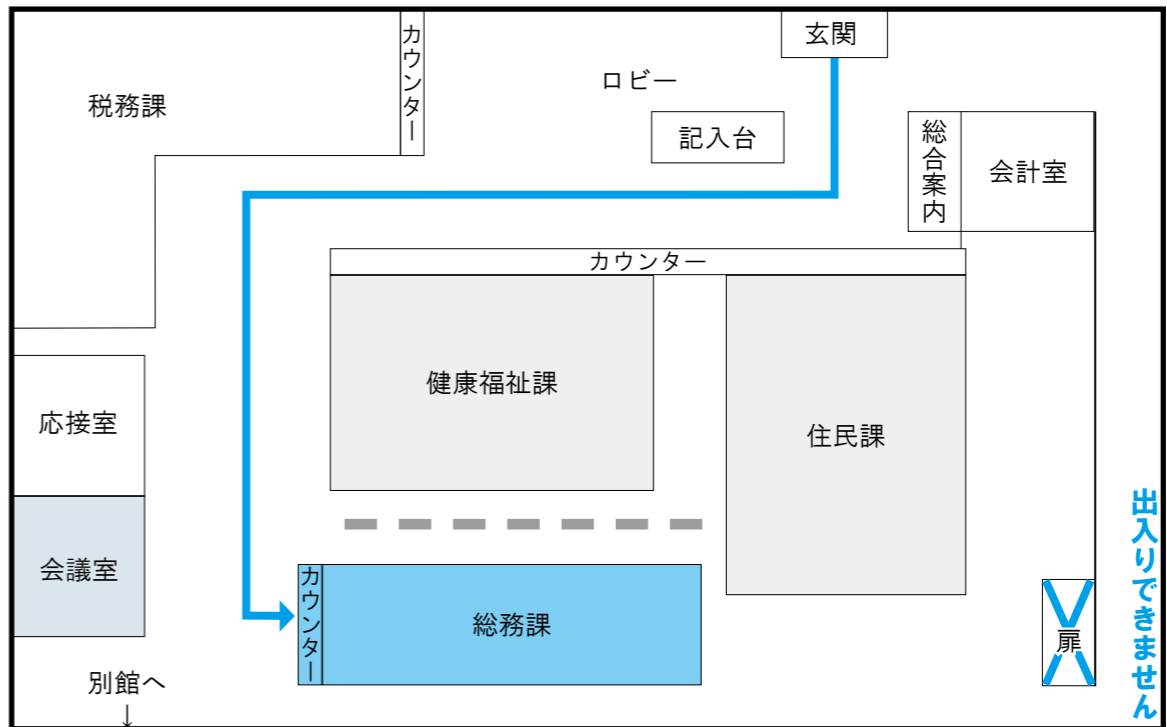 玄関
カウンター
ロビー
税務課
記入台
総合案内
会計室
カウンター
健康福祉課
住民課
応接室
会議室
カウンター
総務課
扉
出入りできません
別館へ
↓